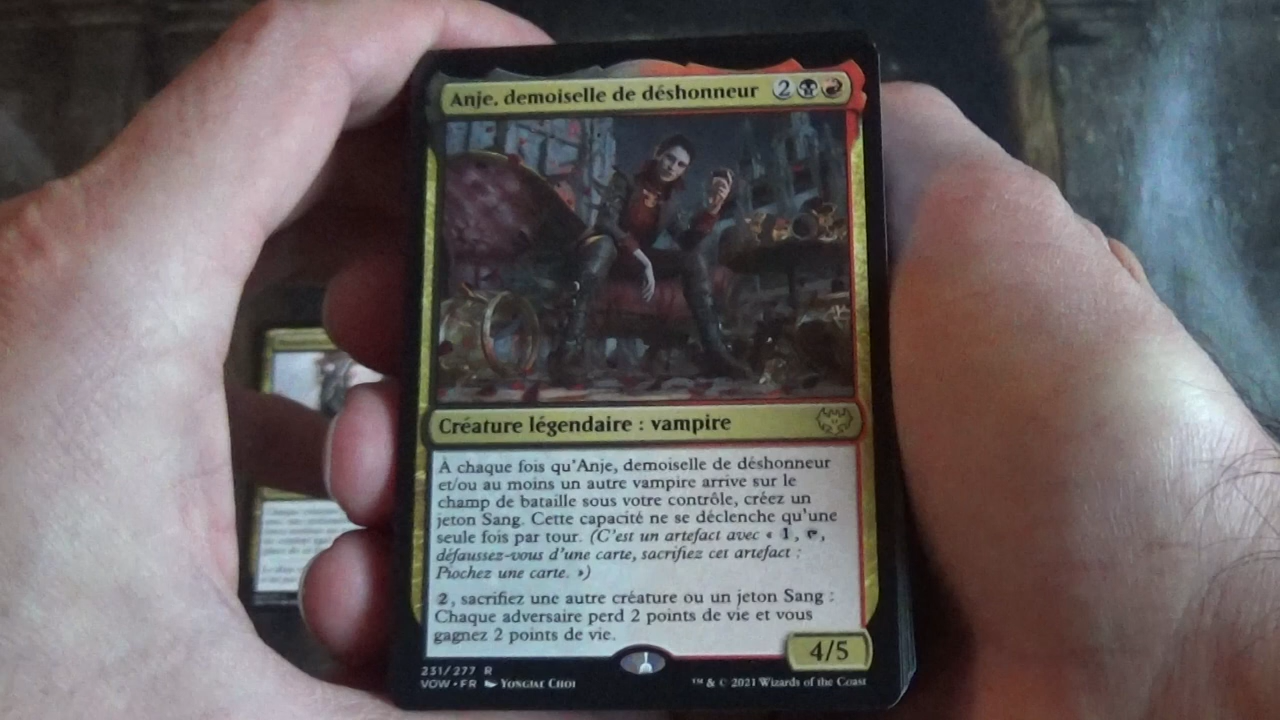 Anje, demoiselle de déshonneur 2
Créature légendaire : vampire
À chaque fois qu'Anje, demoiselle de déshonneur
et/ou au moins un autre vampire arrive sur le
champ de bataille sous votre contrôle, créez un
jeton Sang. Cette capacité ne se déclenche qu'une
seule fois par tour. (C'est un artefact avec « 1, ,
défaussez-vous d'une carte, sacrifiez cet artefact :
Piochez une carte. »)
2, sacrifiez une autre créature ou un jeton Sang :
Chaque adversaire perd 2 points de vie et vous
gagnez 2 points de vie.
4/5
231/277 R
VOW • FR Yongjae Choi
™ & © 2021 Wizards of the Coast